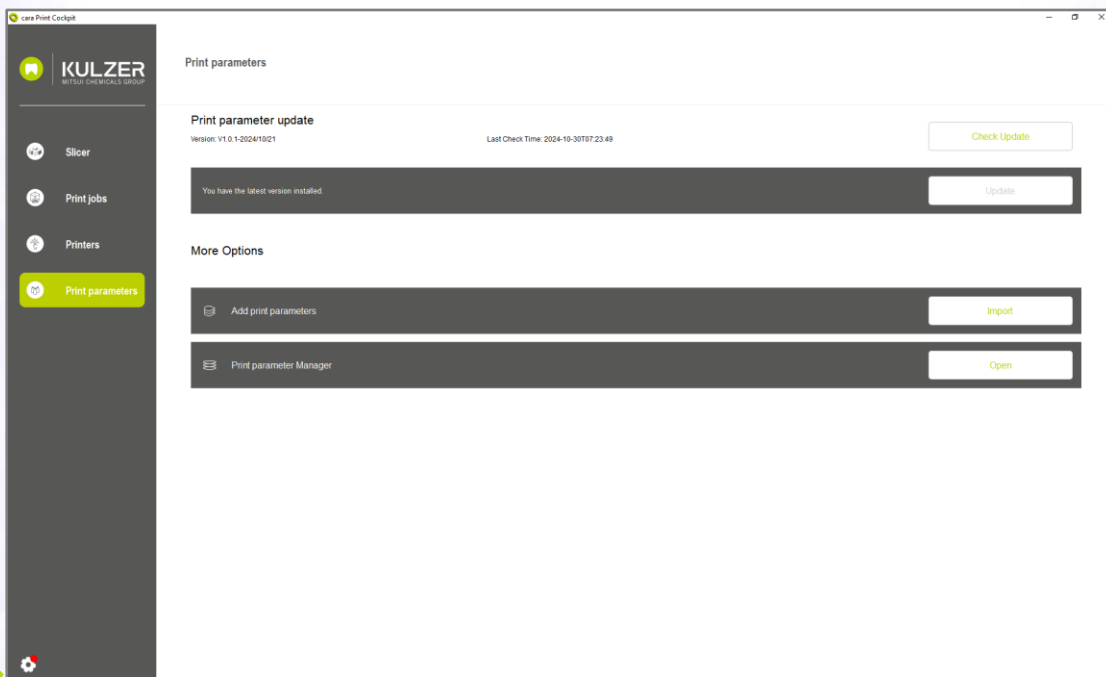 cara Print Cockpit
KULZER
MITSUI CHEMICALS GROUP
Slicer
Print jobs
Printers
Print parameters
Print parameters
Print parameter update
Version: V1.0.1-2024/10/21
Last Check Time: 2024-10-30T07:23:49
Check Update
You have the latest version installed.
Update
More Options
Add print parameters
Import
Print parameter Manager
Open